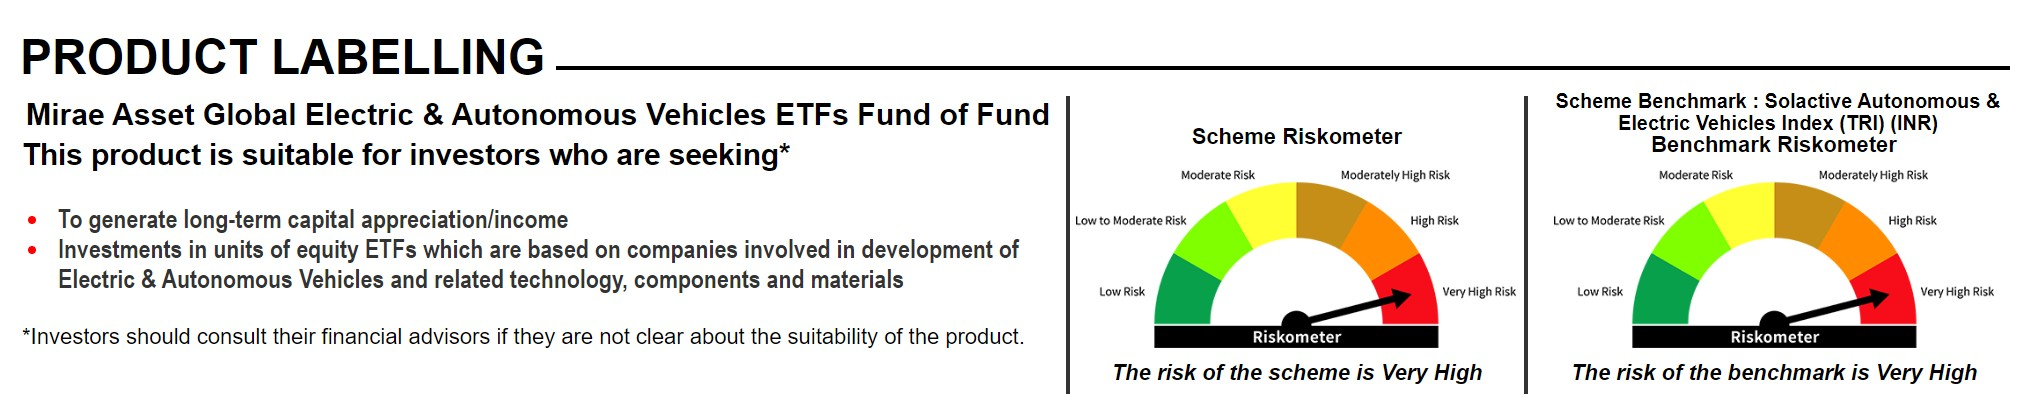 PRODUCT LABELLING
Mirae Asset Global Electric & Autonomous Vehicles ETFs Fund of Fund
This product is suitable for investors who are seeking*
• To generate long-term capital appreciation/income
• Investments in units of equity ETFs which are based on companies involved in development of
Electric & Autonomous Vehicles and related technology, components and materials
*Investors should consult their financial advisors if they are not clear about the suitability of the product.
Scheme Riskometer
Moderate Risk
Moderately High Risk
Low to Moderate Risk
High Risk
Low Risk
Very High Risk
Riskometer
The risk of the scheme is Very High
Scheme Benchmark : Solactive Autonomous &
Electric Vehicles Index (TRI) (INR)
Benchmark Riskometer
Moderate Risk
Moderately High Risk
Low to Moderate Risk
High Risk
Low Risk
Very High Risk
Riskometer
The risk of the benchmark is Very High